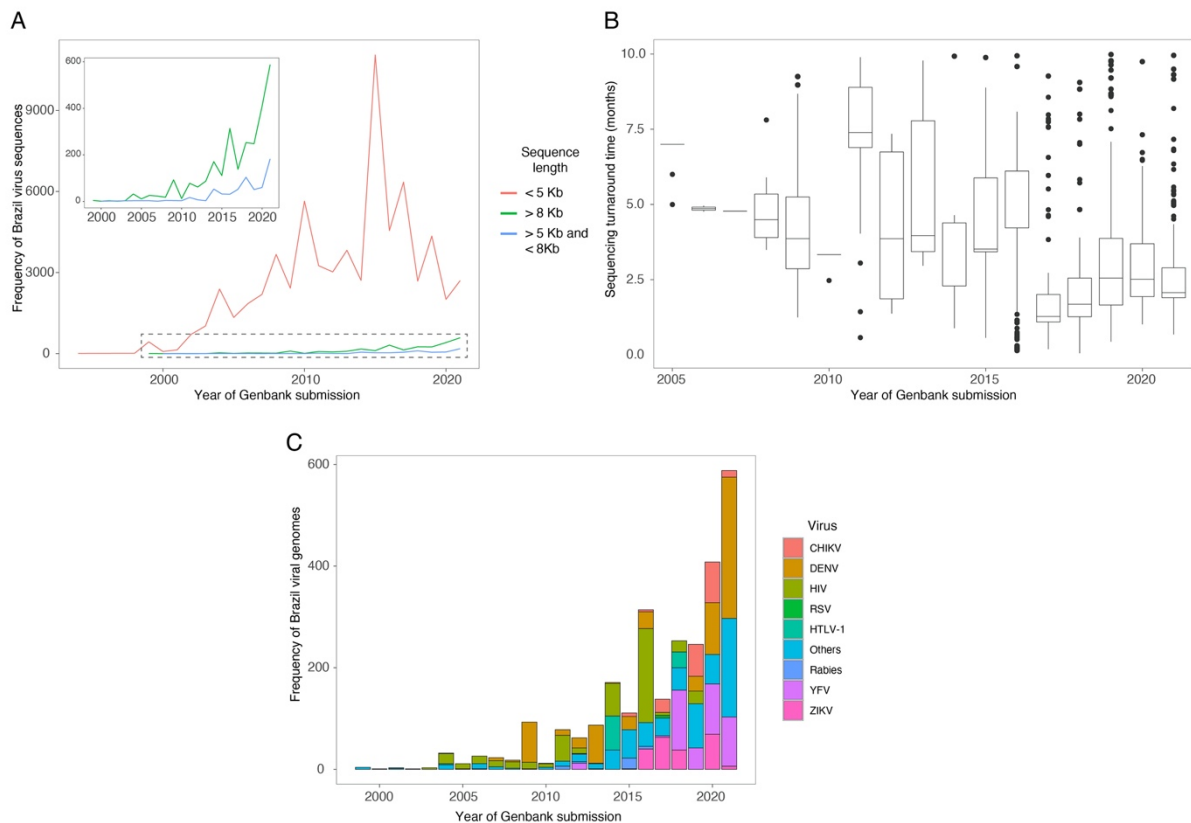 A
B
600
400
200
0
2000
2005
2010
2015
2020
9000
6000
3000
0
2000
2010
2020
Frequency of Brazil virus sequences
Year of Genbank submission
Sequence
length
< 5 Kb
> 8 Kb
> 5 Kb and
< 8Kb
10.0
7.5
5.0
2.5
0.0
2005
2010
2015
2020
Sequencing turnaround time (months)
Year of Genbank submission
C
600
400
200
0
2000
2005
2010
2015
2020
Frequency of Brazil viral genomes
Year of Genbank submission
Virus
CHIKV
DENV
HIV
RSV
HTLV-1
Others
Rabies
YFV
ZIKV